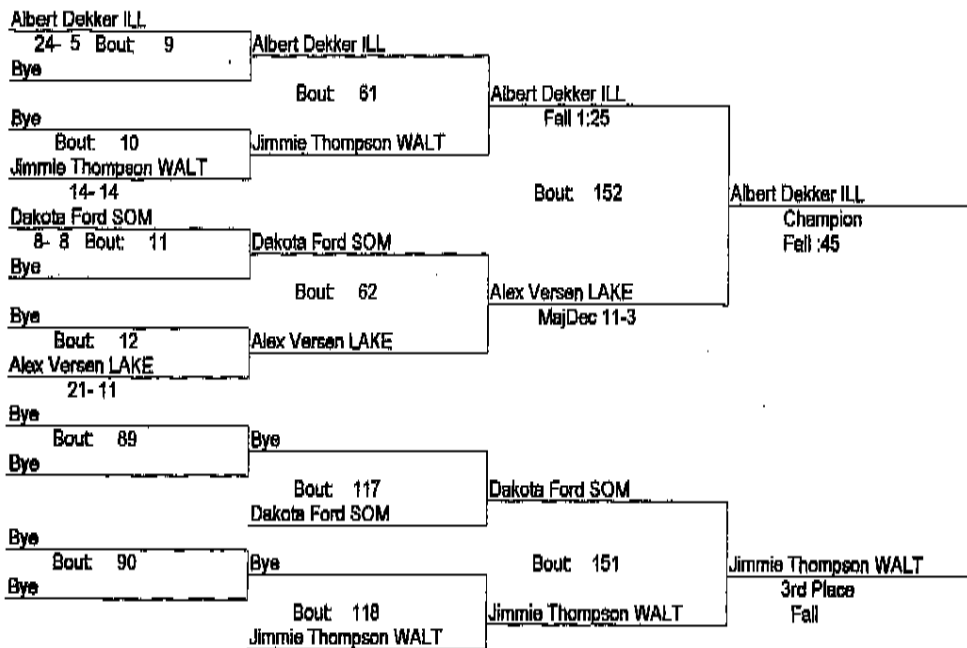 Albert Dekker ILL
24- 5 Bout: 9
Bye
Albert Dekker ILL
Bout: 61
Bye
Bout: 10
Jimmie Thompson WALT
14- 14
Jimmie Thompson WALT
Albert Dekker ILL
Fall 1:25
Dakota Ford SOM
8- 8 Bout: 11
Bye
Dakota Ford SOM
Bout: 62
Bye
Bout: 12
Alex Versen LAKE
21- 11
Alex Versen LAKE
Alex Versen LAKE
MajDec 11-3
Bout: 152
Albert Dekker ILL
Champion
Fall :45
Bye
Bout: 89
Bye
Bye
Bout: 117
Dakota Ford SOM
Dakota Ford SOM
Bye
Bout: 90
Bye
Bye
Bout: 118
Jimmie Thompson WALT
Jimmie Thompson WALT
Bout: 151
Jimmie Thompson WALT
3rd Place
Fall